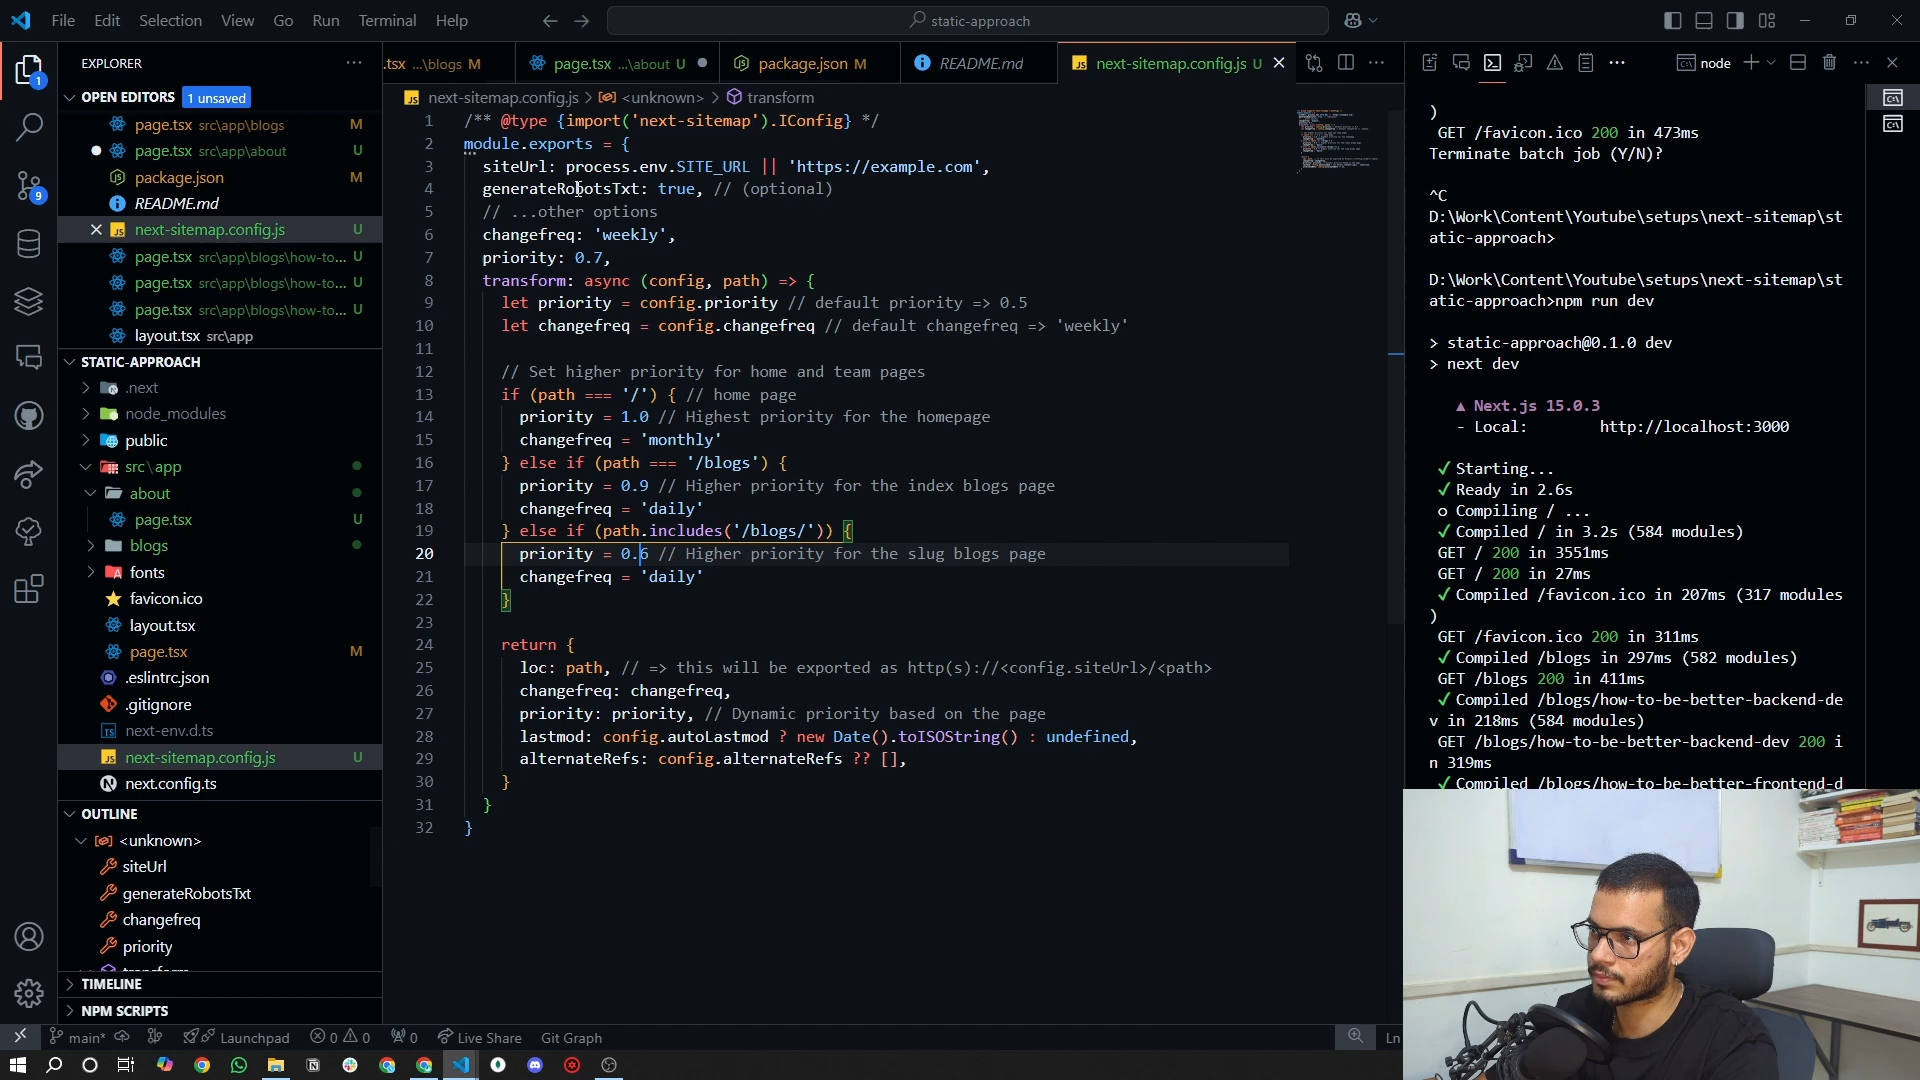 File Edit Selection View Go Run Terminal Help
static-approach
EXPLORER
OPEN EDITORS 1 unsaved
page.tsx src\app\blogs M
page.tsx src\app\about U
package.json M
README.md
next-sitemap.config.js U
page.tsx src\app\blogs\how-to... U
page.tsx src\app\blogs\how-to... U
page.tsx src\app\blogs\how-to... U
layout.tsx src\app
STATIC-APPROACH
.next
node_modules
public
src\app
about
page.tsx U
blogs
fonts
favicon.ico
layout.tsx
page.tsx M
.eslintrc.json
.gitignore
next-env.d.ts
next-sitemap.config.js U
next.config.ts
OUTLINE
<unknown>
siteUrl
generateRobotsTxt
changefreq
priority
TIMELINE
NPM SCRIPTS
1
9
.tsx ...\blogs M
page.tsx ...\about U
package.json M
README.md
next-sitemap.config.js U
next-sitemap.config.js > <unknown> > transform
1 /** @type {import('next-sitemap').IConfig} */
2 module.exports = {
3 siteUrl: process.env.SITE_URL || 'https://example.com',
4 generateRobotsTxt: true, // (optional)
5 // ...other options
6 changefreq: 'weekly',
7 priority: 0.7,
8 transform: async (config, path) => {
9 let priority = config.priority // default priority => 0.5
10 let changefreq = config.changefreq // default changefreq => 'weekly'
11
12 // Set higher priority for home and team pages
13 if (path === '/') { // home page
14 priority = 1.0 // Highest priority for the homepage
15 changefreq = 'monthly'
16 } else if (path === '/blogs') {
17 priority = 0.9 // Higher priority for the index blogs page
18 changefreq = 'daily'
19 } else if (path.includes('/blogs/')) {
20 priority = 0.6 // Higher priority for the slug blogs page
21 changefreq = 'daily'
22 }
23
24 return {
25 loc: path, // => this will be exported as http(s)://<config.siteUrl>/<path>
26 changefreq: changefreq,
27 priority: priority, // Dynamic priority based on the page
28 lastmod: config.autoLastmod ? new Date().toISOString() : undefined,
29 alternateRefs: config.alternateRefs ?? [],
30 }
31 }
32 }
node
)
GET /favicon.ico 200 in 473ms
Terminate batch job (Y/N)?
^C
D:\Work\Content\Youtube\setups\next-sitemap\st
atic-approach>
D:\Work\Content\Youtube\setups\next-sitemap\st
atic-approach>npm run dev
> static-approach@0.1.0 dev
> next dev
▲ Next.js 15.0.3
- Local: http://localhost:3000
✓ Starting...
✓ Ready in 2.6s
o Compiling / ...
✓ Compiled / in 3.2s (584 modules)
GET / 200 in 3551ms
GET / 200 in 27ms
✓ Compiled /favicon.ico in 207ms (317 modules
)
GET /favicon.ico 200 in 311ms
✓ Compiled /blogs in 297ms (582 modules)
GET /blogs 200 in 411ms
✓ Compiled /blogs/how-to-be-better-backend-de
v in 218ms (584 modules)
GET /blogs/how-to-be-better-backend-dev 200 i
n 319ms
✓ Compiled /blogs/how-to-be-better-frontend-d
main* Launchpad 0 0 0 Live Share Git Graph Ln